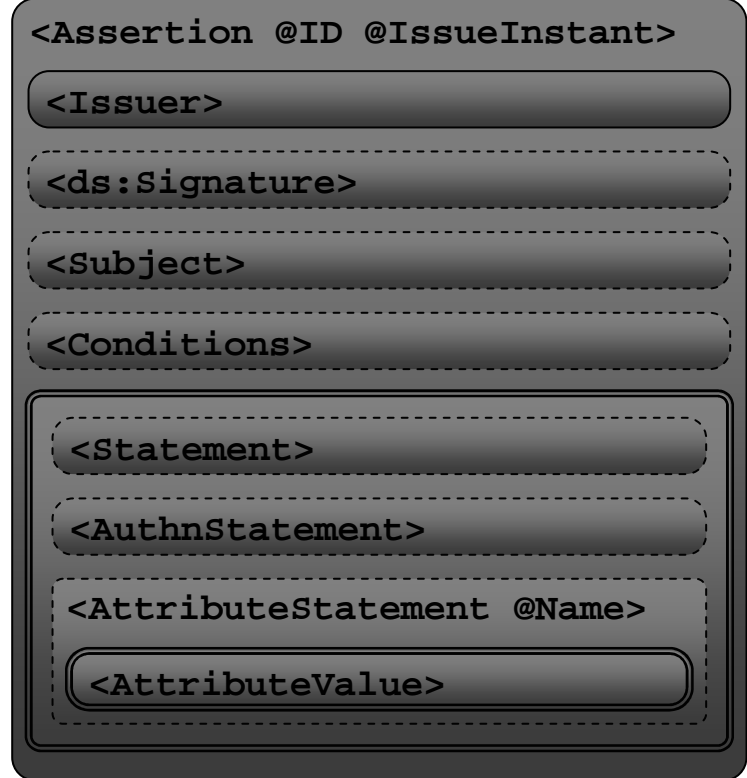 <Assertion @ID @IssueInstant>
<Issuer>
<ds:Signature>
<Subject>
<Conditions>
<Statement>
<AuthnStatement>
<AttributeStatement @Name>
<AttributeValue>